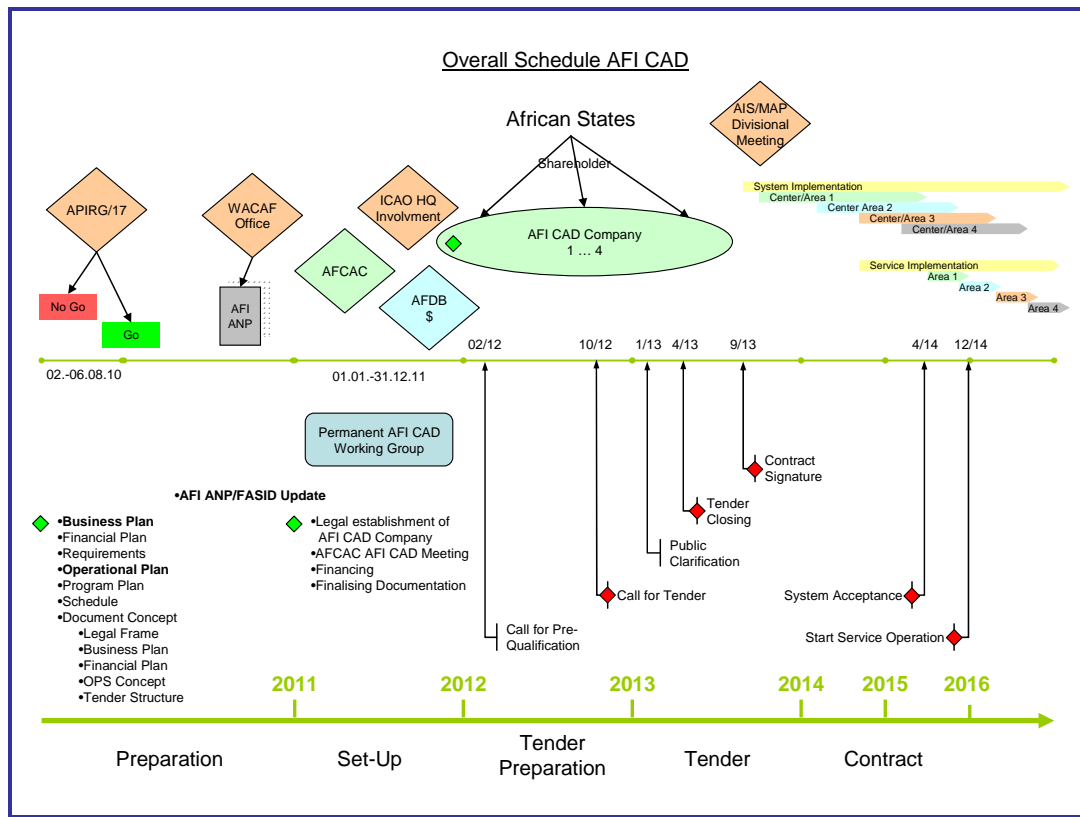 Overall Schedule AFI CAD
AIS/MAP
Divisional
Meeting
African States
Shareholder
APIRG/17
WACAF
Office
ICAO HQ
Involvment
AFCAC
AFDB
$
AFI CAD Company
1 ... 4
System Implementation
Center/Area 1
Center Area 2
Center/Area 3
Center/Area 4
Service Implementation
Area 1
Area 2
Area 3
Area 4
No Go
Go
AFI
ANP
02/12
10/12
1/13
4/13
9/13
4/14
12/14
02.-06.08.10
01.01.-31.12.11
Permanent AFI CAD
Working Group
•AFI ANP/FASID Update
•Business Plan
•Financial Plan
•Requirements
•Operational Plan
•Program Plan
•Schedule
•Document Concept
•Legal Frame
•Business Plan
•Financial Plan
•OPS Concept
•Tender Structure
•Legal establishment of
AFI CAD Company
•AFCAC AFI CAD Meeting
•Financing
•Finalising Documentation
Contract
Signature
Tender
Closing
Public
Clarification
Call for Tender
Call for Pre-
Qualification
System Acceptance
Start Service Operation
2011
2012
2013
2014
2015
2016
Preparation
Set-Up
Tender
Preparation
Tender
Contract